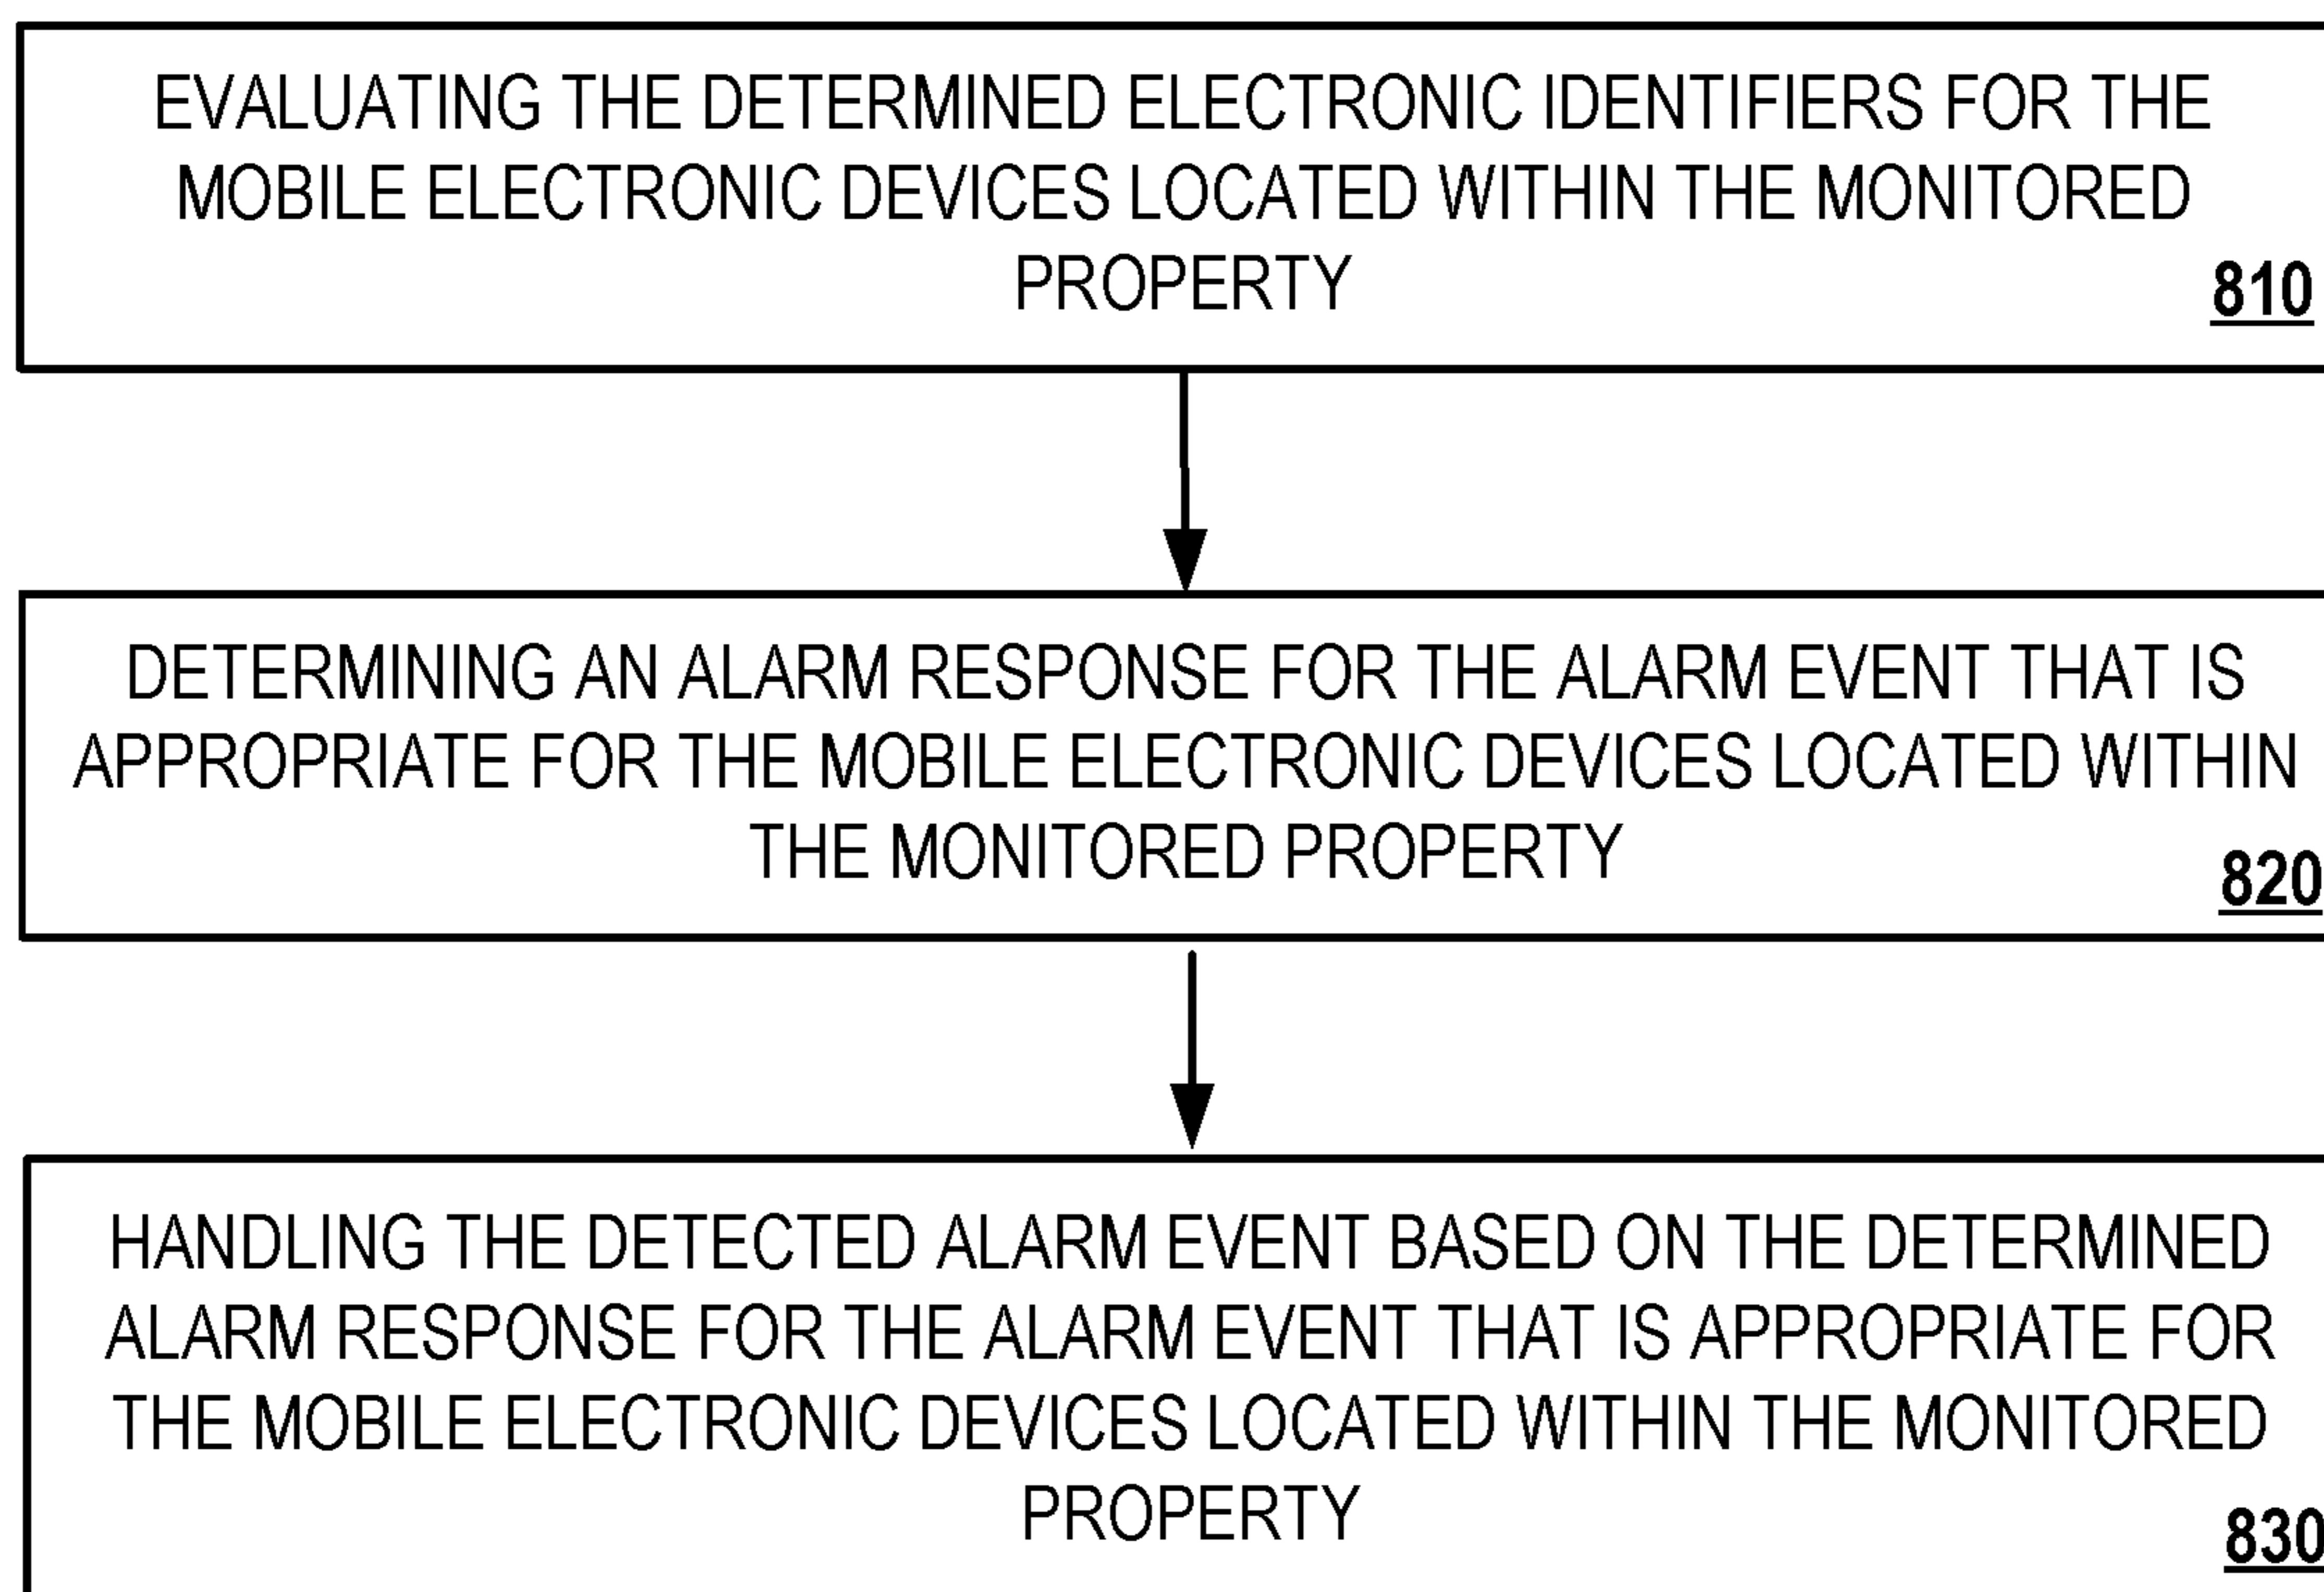 EVALUATING THE DETERMINED ELECTRONIC IDENTIFIERS FOR THE
MOBILE ELECTRONIC DEVICES LOCATED WITHIN THE MONITORED
PROPERTY
810
DETERMINING AN ALARM RESPONSE FOR THE ALARM EVENT THAT IS
APPROPRIATE FOR THE MOBILE ELECTRONIC DEVICES LOCATED WITHIN
THE MONITORED PROPERTY
820
HANDLING THE DETECTED ALARM EVENT BASED ON THE DETERMINED
ALARM RESPONSE FOR THE ALARM EVENT THAT IS APPROPRIATE FOR
THE MOBILE ELECTRONIC DEVICES LOCATED WITHIN THE MONITORED
PROPERTY
830